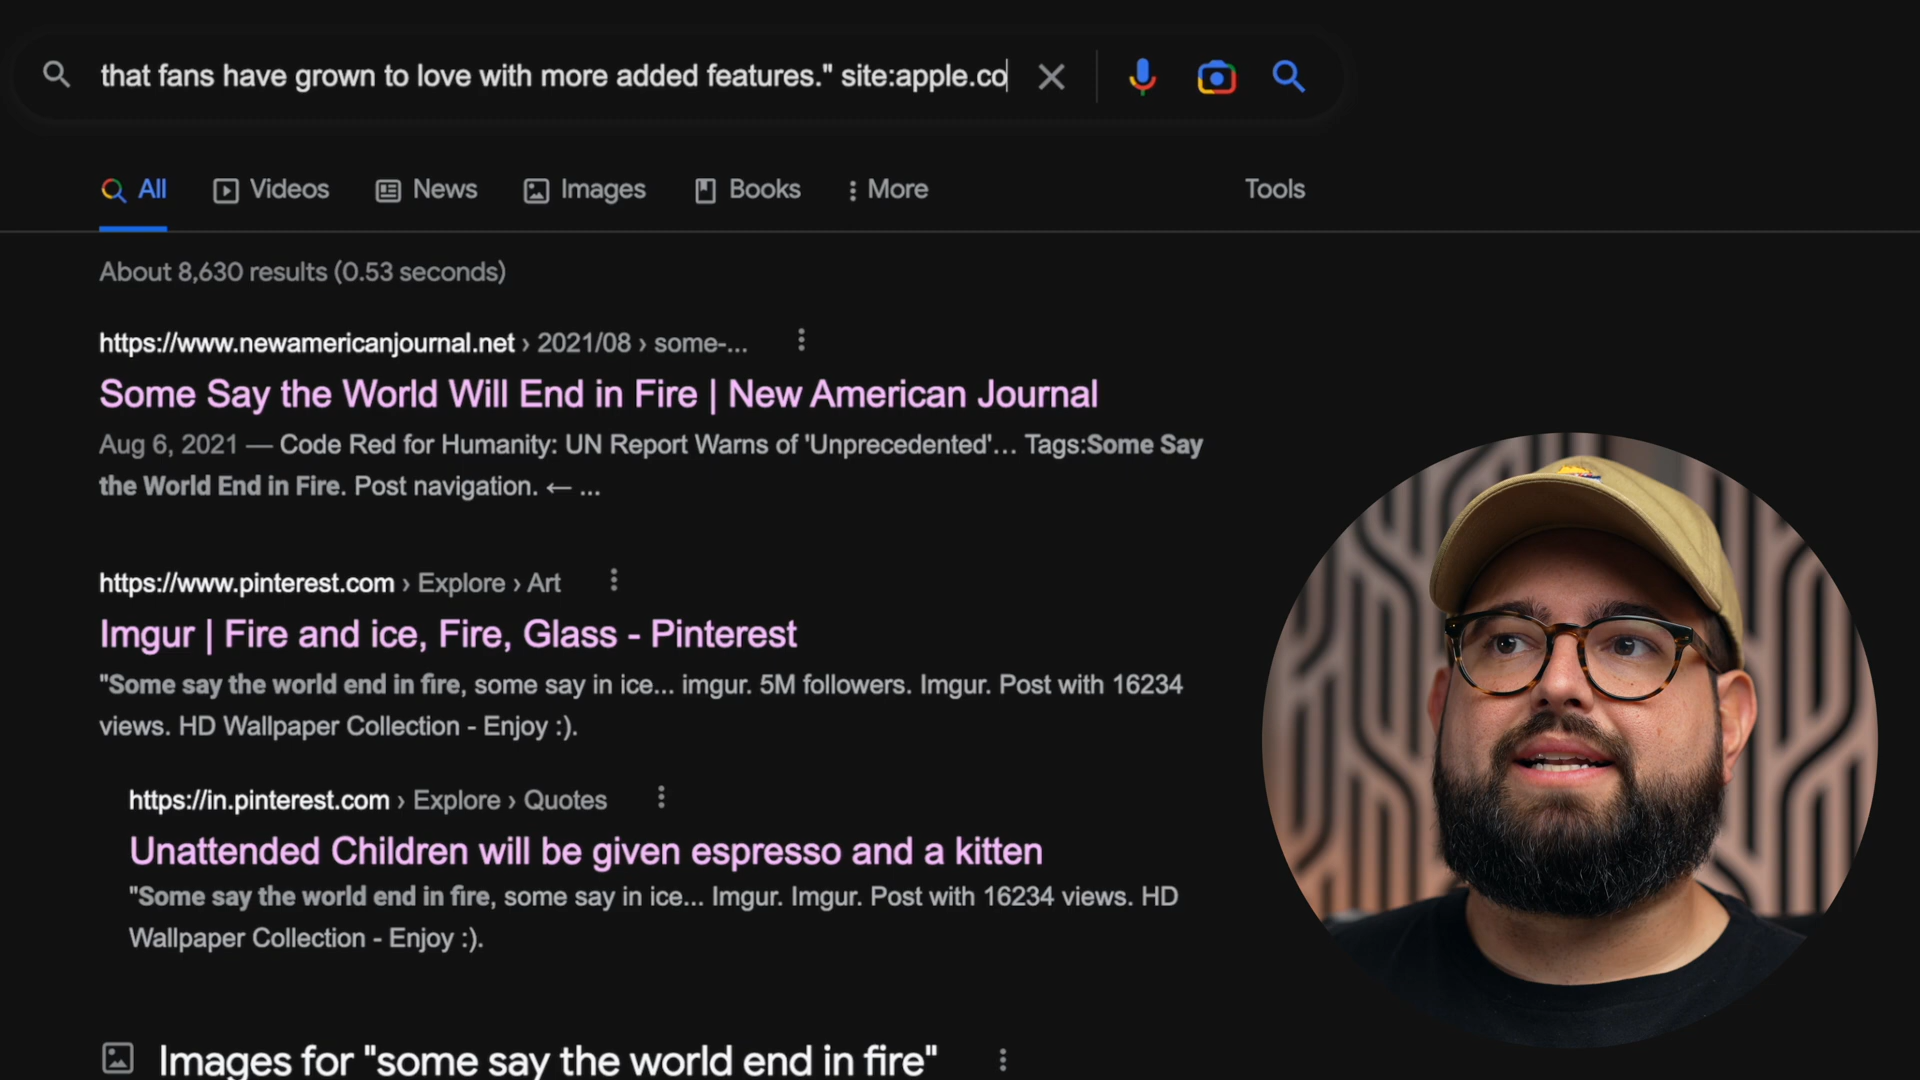 that fans have grown to love with more added features." site:apple.co
All Videos News Images Books More Tools
About 8,630 results (0.53 seconds)
https://www.newamericanjournal.net › 2021/08 › some-...
Some Say the World Will End in Fire | New American Journal
Aug 6, 2021 — Code Red for Humanity: UN Report Warns of 'Unprecedented'... Tags:Some Say
the World End in Fire. Post navigation. ← ...
https://www.pinterest.com › Explore › Art
Imgur | Fire and ice, Fire, Glass - Pinterest
"Some say the world end in fire, some say in ice... imgur. 5M followers. Imgur. Post with 16234
views. HD Wallpaper Collection - Enjoy :).
https://in.pinterest.com › Explore › Quotes
Unattended Children will be given espresso and a kitten
"Some say the world end in fire, some say in ice... Imgur. Imgur. Post with 16234 views. HD
Wallpaper Collection - Enjoy :).
Images for "some say the world end in fire"